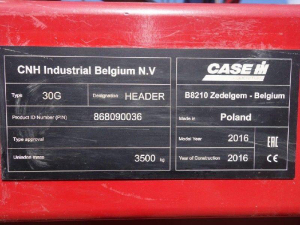 CNH Industrial Belgium N.V
CASE IH
Type 30G Designation HEADER
B8210 Zedelgem - Belgium
Product ID Number (PIN) 868090036
Made in Poland
Type approval
Model Year 2016
Unladen mass 3500 kg
Year of Construction 2016
EAC
CE